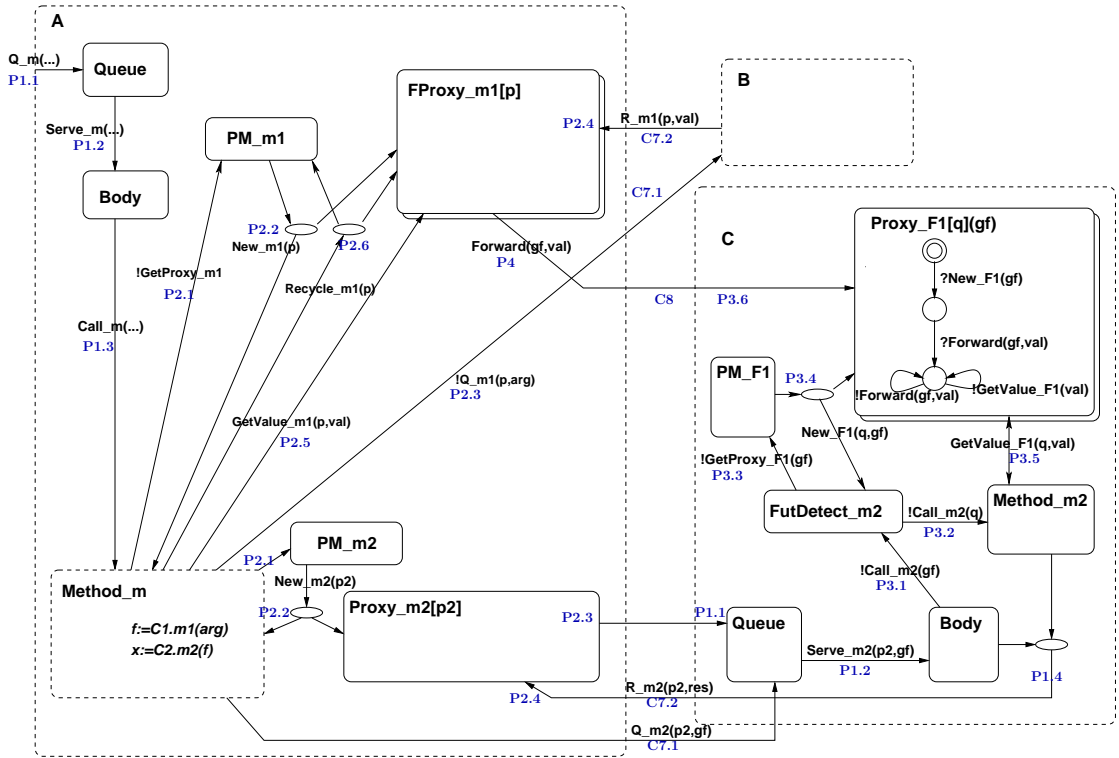 A
Q_m(...)
P1.1
Queue
Serve_m(...)
P1.2
Body
Call_m(...)
P1.3
PM_m1
P2.2
New_m1(p)
P2.6
!GetProxy_m1
P2.1
Recycle_m1(p)
GetValue_m1(p,val)
P2.5
FProxy_m1[p]
P2.4
R_m1(p,val)
C7.2
B
C7.1
Forward(gf,val)
P4
C8
P3.6
!Q_m1(p,arg)
P2.3
Method_m
f:=C1.m1(arg)
x:=C2.m2(f)
P2.1
PM_m2
New_m2(p2)
P2.2
Proxy_m2[p2]
P2.3
P2.4
R_m2(p2,res)
C7.2
Q_m2(p2,gf)
C7.1
C
Proxy_F1[q](gf)
?New_F1(gf)
?Forward(gf,val)
!Forward(gf,val)
!GetValue_F1(val)
PM_F1
P3.4
New_F1(q,gf)
!GetProxy_F1(gf)
P3.3
GetValue_F1(q,val)
P3.5
FutDetect_m2
!Call_m2(q)
P3.2
Method_m2
!Call_m2(gf)
P3.1
P1.1
Queue
Serve_m2(p2,gf)
P1.2
Body
P1.4